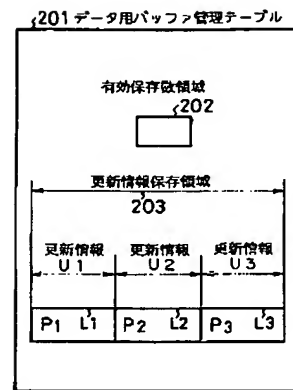 201 データ用バッファ管理テーブル
有効保存数領域
202
更新情報保存領域
203
更新情報 更新情報 更新情報
U1 U2 U3
P1 L1 P2 L2 P3 L3